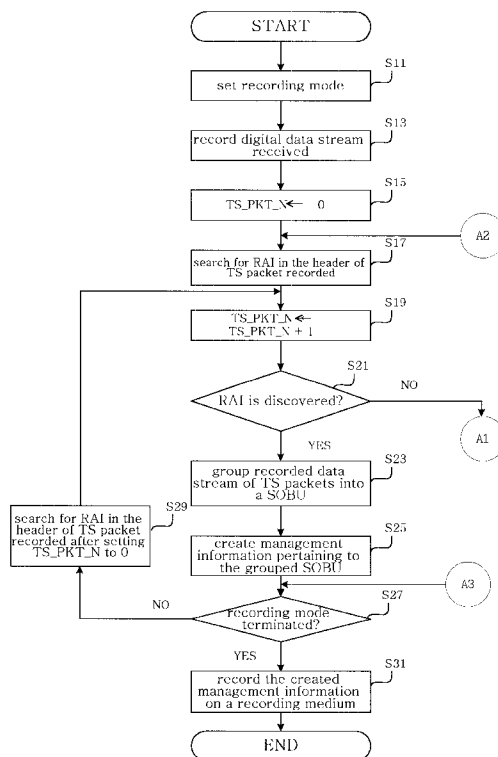 START
S11
set recording mode
S13
record digital data stream
received
S15
TS_PKT_N← 0
A2
S17
search for RAI in the header of
TS packet recorded
S19
TS_PKT_N←
TS_PKT_N + 1
S21
RAI is discovered?
NO
A1
YES
S23
group recorded data
stream of TS packets into
a SOBU
S29
search for RAI in the
header of TS packet
recorded after setting
TS_PKT_N to 0
S25
create management
information pertaining to
the grouped SOBU
A3
S27
NO
recording mode
terminated?
YES
S31
record the created
management information
on a recording medium
END